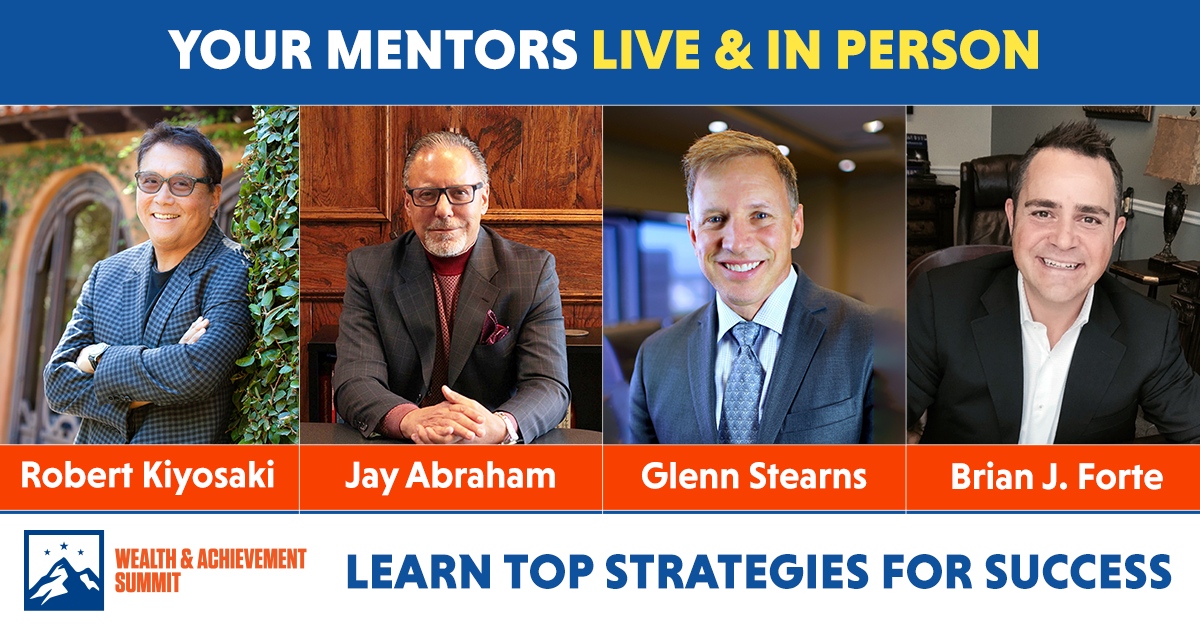 YOUR MENTORS LIVE & IN PERSON
Robert Kiyosaki
Jay Abraham
Glenn Stearns
Brian J. Forte
WEALTH & ACHIEVEMENT
SUMMIT
LEARN TOP STRATEGIES FOR SUCCESS